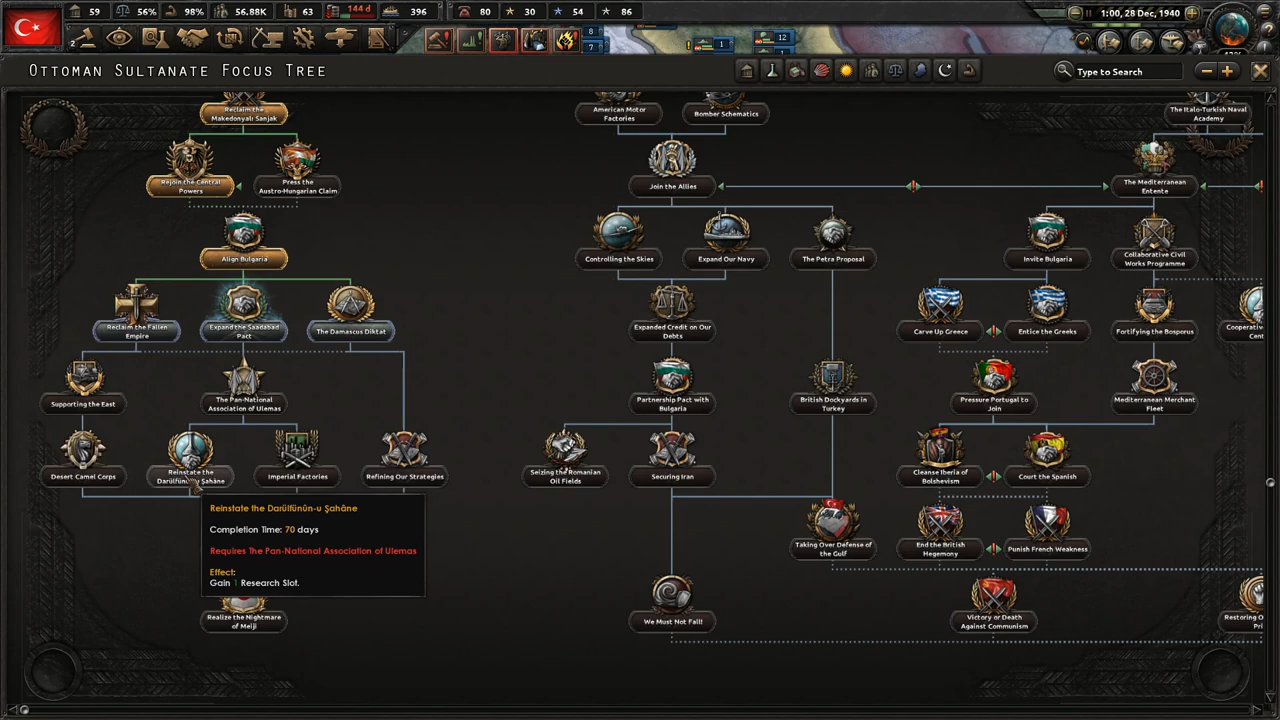 59 56% 98% 56.88K 63 144 d 396 80 30 54 86 1:00, 28 Dec, 1940
2 8 7 1 12
OTTOMAN SULTANATE FOCUS TREE
Type to Search
Reclaim the
Makedonyalı Sanjak
American Motor
Factories
Bomber Schematics
The Italo-Turkish Naval
Academy
Rejoin the Central
Powers
Press the
Austro-Hungarian Claim
Join the Allies
The Mediterranean
Entente
Align Bulgaria
Controlling the Skies
Expand Our Navy
The Petra Proposal
Invite Bulgaria
Collaborative Civil
Works Programme
Reclaim the Fallen
Empire
Expand the Saadabad
Pact
The Damascus Diktat
Expanded Credit on Our
Debts
Carve Up Greece
Entice the Greeks
Fortifying the Bosporus
Supporting the East
The Pan-National
Association of Ulemas
Partnership Pact with
Bulgaria
British Dockyards in
Turkey
Pressure Portugal to
Join
Mediterranean Merchant
Fleet
Desert Camel Corps
Reinstate the
Imperial Factories
Refining Our Strategies
Seizing the Romanian
Oil Fields
Securing Iran
Cleanse Iberia of
Bolshevism
Court the Spanish
Reinstate the Darülfünûn-u Şahâne
Completion Time: 70 days
Requires The Pan-National Association of Ulemas
Effect:
Gain 1 Research Slot.
Taking Over Defense of
the Gulf
End the British
Hegemony
Punish French Weakness
Realize the Nightmare
of Meiji
We Must Not Fall!
Victory or Death
Against Communism